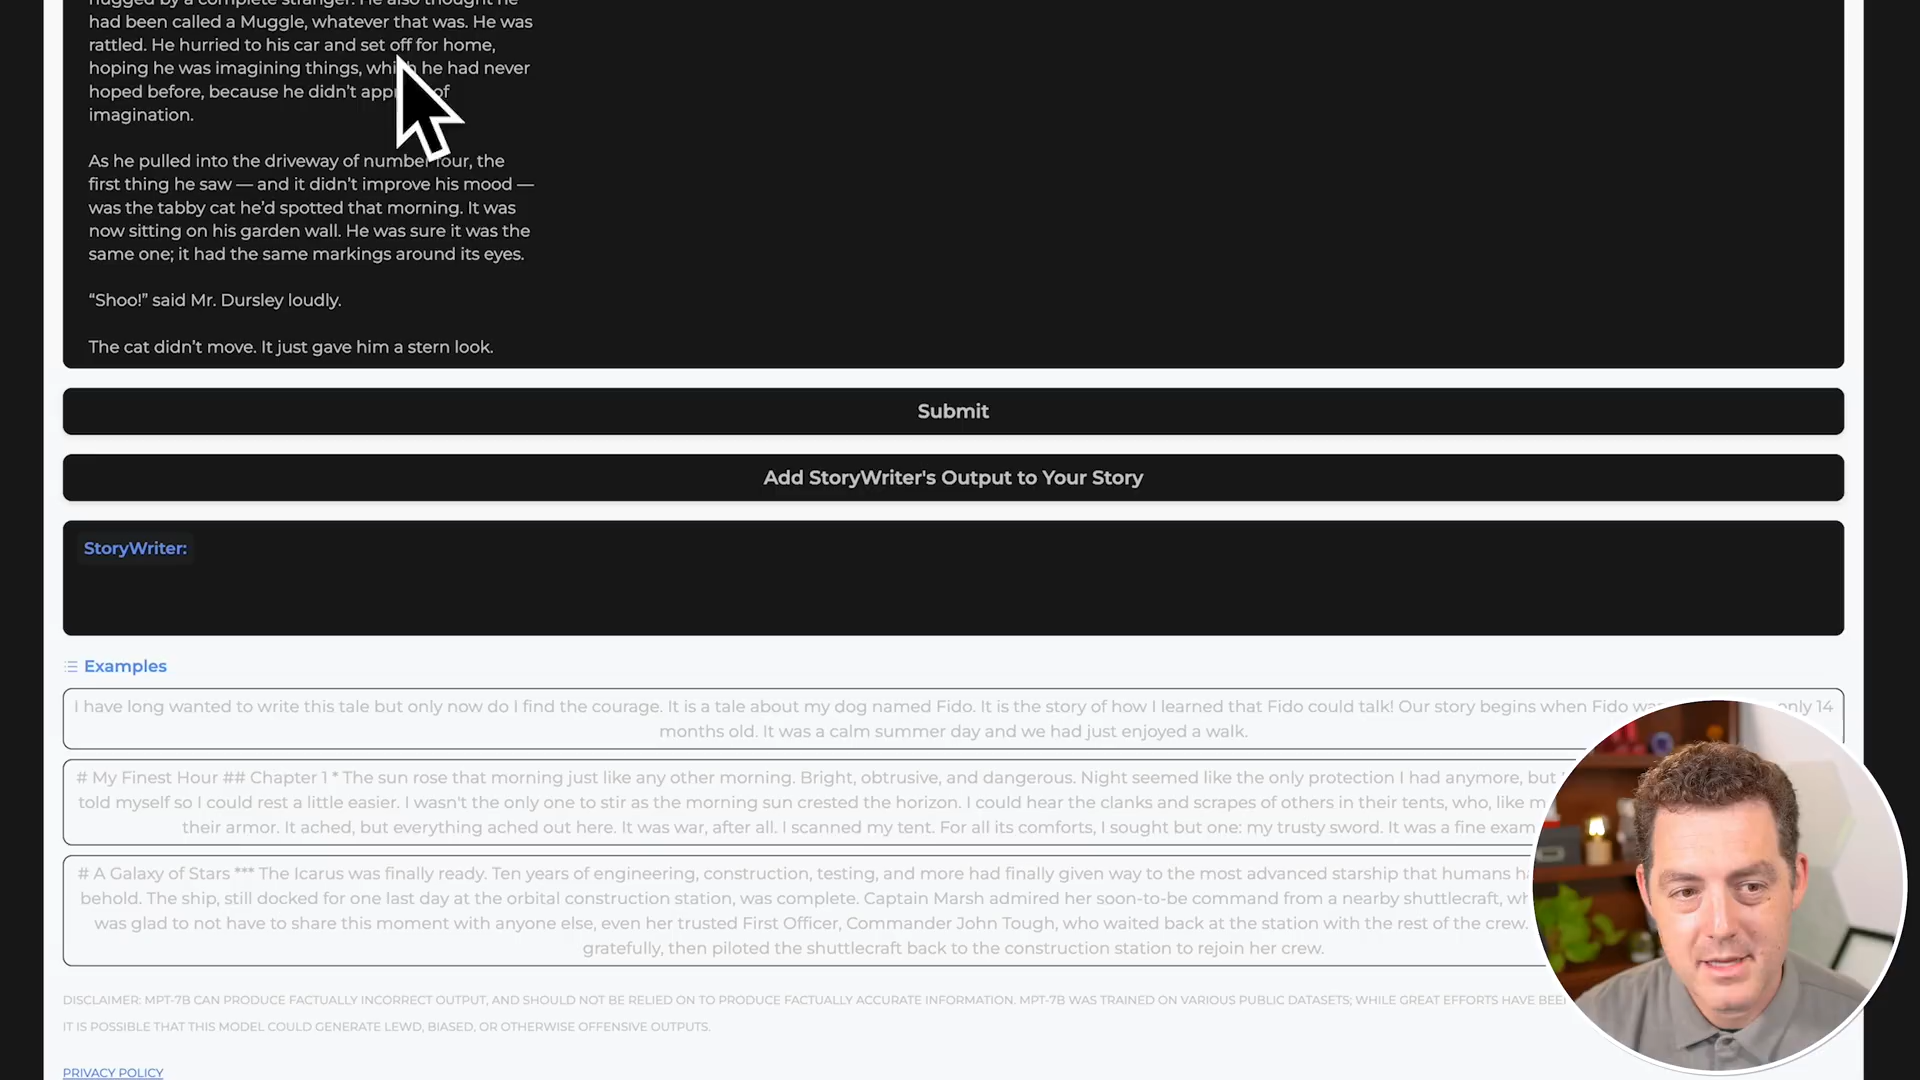 hugged by a complete stranger. He also thought he
had been called a Muggle, whatever that was. He was
rattled. He hurried to his car and set off for home,
hoping he was imagining things, which he had never
hoped before, because he didn’t app of
imagination.
As he pulled into the driveway of number four, the
first thing he saw — and it didn’t improve his mood —
was the tabby cat he’d spotted that morning. It was
now sitting on his garden wall. He was sure it was the
same one; it had the same markings around its eyes.
“Shoo!” said Mr. Dursley loudly.
The cat didn’t move. It just gave him a stern look.
Submit
Add StoryWriter's Output to Your Story
StoryWriter:
Examples
I have long wanted to write this tale but only now do I find the courage. It is a tale about my dog named Fido. It is the story of how I learned that Fido could talk! Our story begins when Fido was only 14
months old. It was a calm summer day and we had just enjoyed a walk.
# My Finest Hour ## Chapter 1 * The sun rose that morning just like any other morning. Bright, obtrusive, and dangerous. Night seemed like the only protection I had anymore, but
told myself so I could rest a little easier. I wasn't the only one to stir as the morning sun crested the horizon. I could hear the clanks and scrapes of others in their tents, who, like
their armor. It ached, but everything ached out here. It was war, after all. I scanned my tent. For all its comforts, I sought but one: my trusty sword. It was a fine
# A Galaxy of Stars *** The Icarus was finally ready. Ten years of engineering, construction, testing, and more had finally given way to the most advanced starship that humans
behold. The ship, still docked for one last day at the orbital construction station, was complete. Captain Marsh admired her soon-to-be command from a nearby shuttlecraft,
was glad to not have to share this moment with anyone else, even her trusted First Officer, Commander John Tough, who waited back at the station with the rest of the crew.
gratefully, then piloted the shuttlecraft back to the construction station to rejoin her crew.
DISCLAIMER: MPT-7B CAN PRODUCE FACTUALLY INCORRECT OUTPUT, AND SHOULD NOT BE RELIED ON TO PRODUCE FACTUALLY ACCURATE INFORMATION. MPT-7B WAS TRAINED ON VARIOUS PUBLIC DATASETS; WHILE GREAT EFFORTS HAVE
IT IS POSSIBLE THAT THIS MODEL COULD GENERATE LEWD, BIASED, OR OTHERWISE OFFENSIVE OUTPUTS.
PRIVACY POLICY